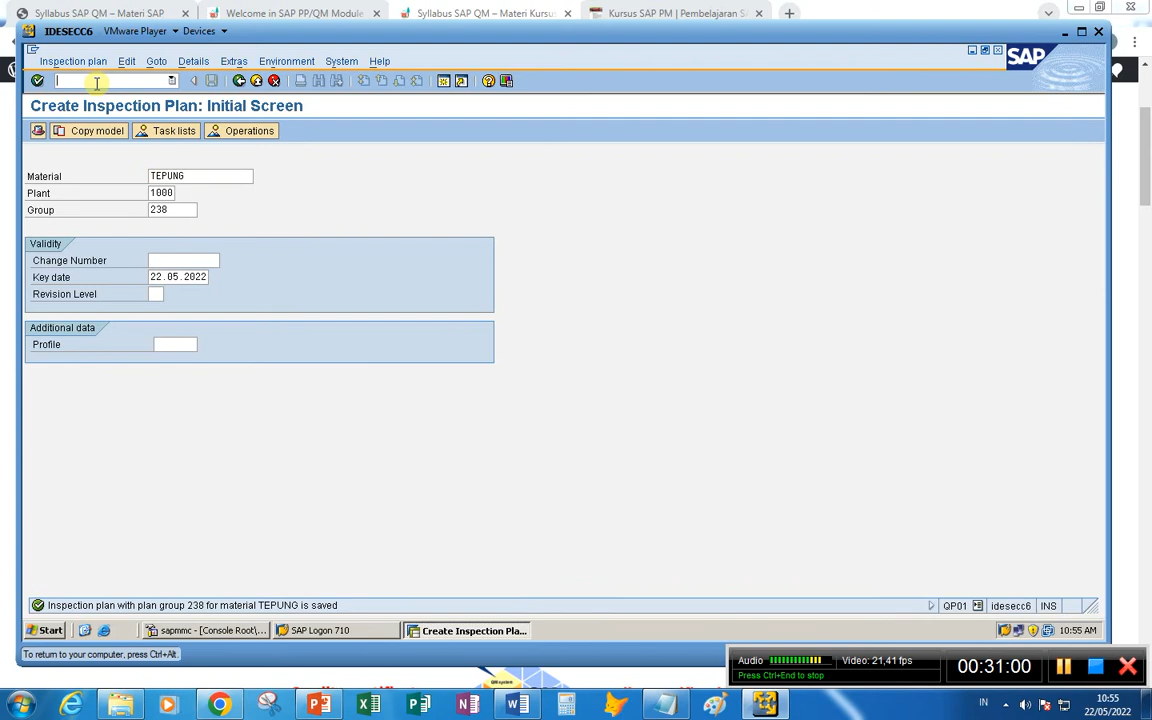 Syllabus SAP QM – Materi SAP
Welcome in SAP PP/QM Module
Syllabus SAP QM – Materi Kursus
Kursus SAP PM | Pembelajaran S
IDESECC6 VMware Player Devices
Inspection plan Edit Goto Details Extras Environment System Help
SAP
Create Inspection Plan: Initial Screen
Copy model Task lists Operations
Material TEPUNG
Plant 1000
Group 238
Validity
Change Number
Key date 22.05.2022
Revision Level
Additional data
Profile
Inspection plan with plan group 238 for material TEPUNG is saved
QP01 idesecc6 INS
Start sapmmc - [Console Root\... SAP Logon 710 Create Inspection Pla... 10:55 AM
To return to your computer, press Ctrl+Alt.
Audio Video: 21,41 fps
Press Ctrl+End to stop
00:31:00
QM system
IN 10:55
22/05/2022